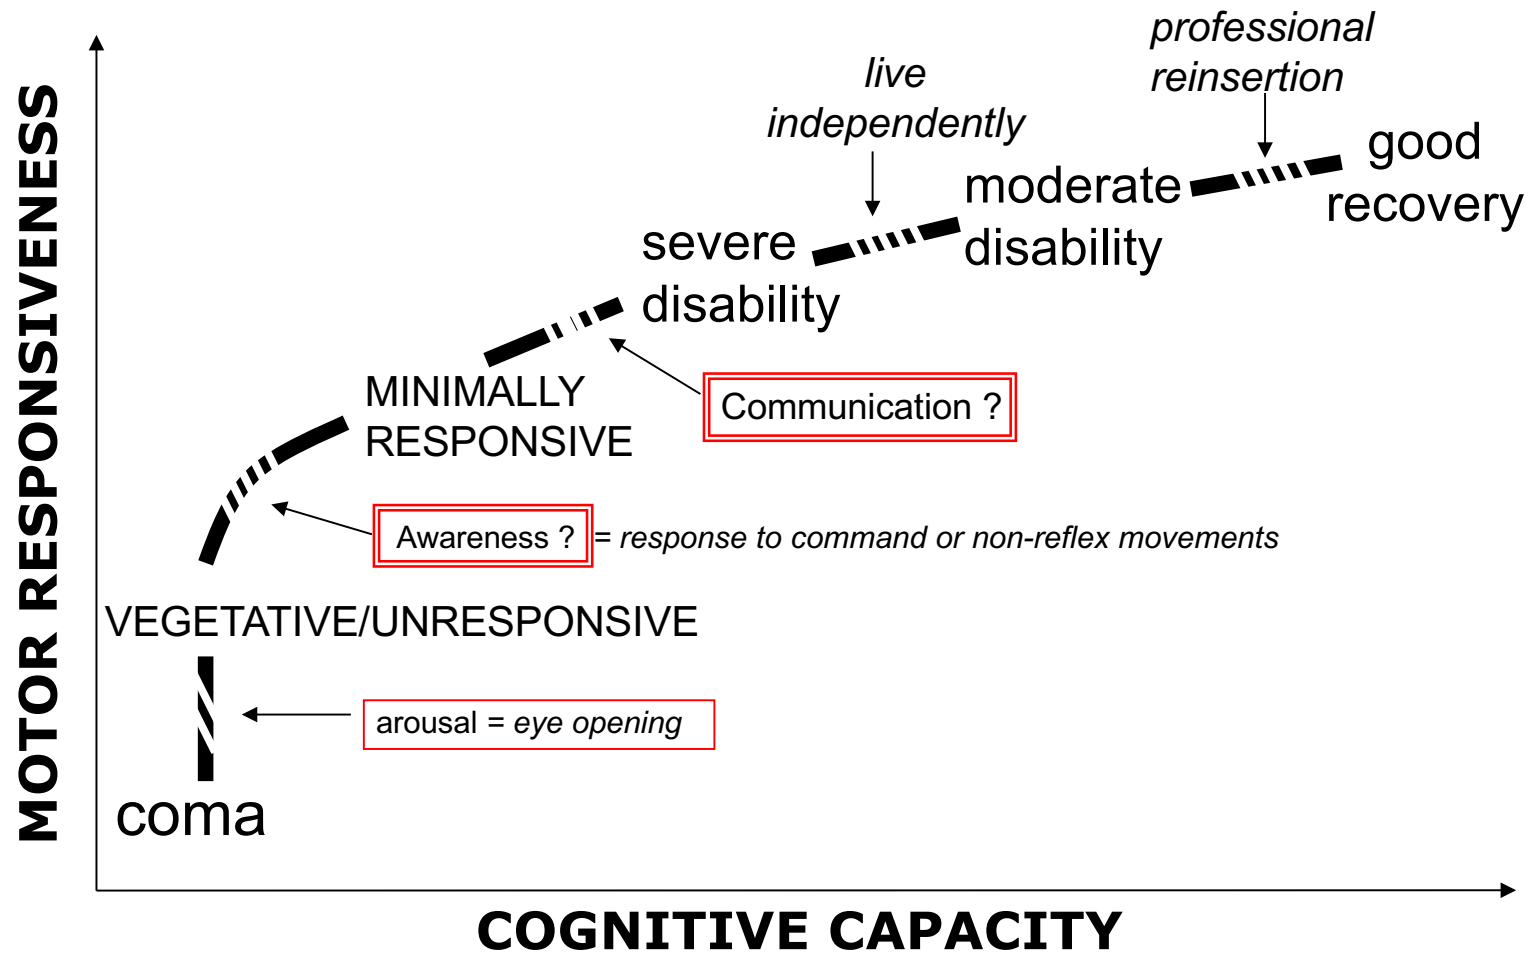 MOTOR RESPONSIVENESS
professional
reinsertion
live
independently
good
recovery
moderate
disability
severe
disability
MINIMALLY
RESPONSIVE
Communication ?
Awareness ? = response to command or non-reflex movements
VEGETATIVE/UNRESPONSIVE
arousal = eye opening
coma
COGNITIVE CAPACITY